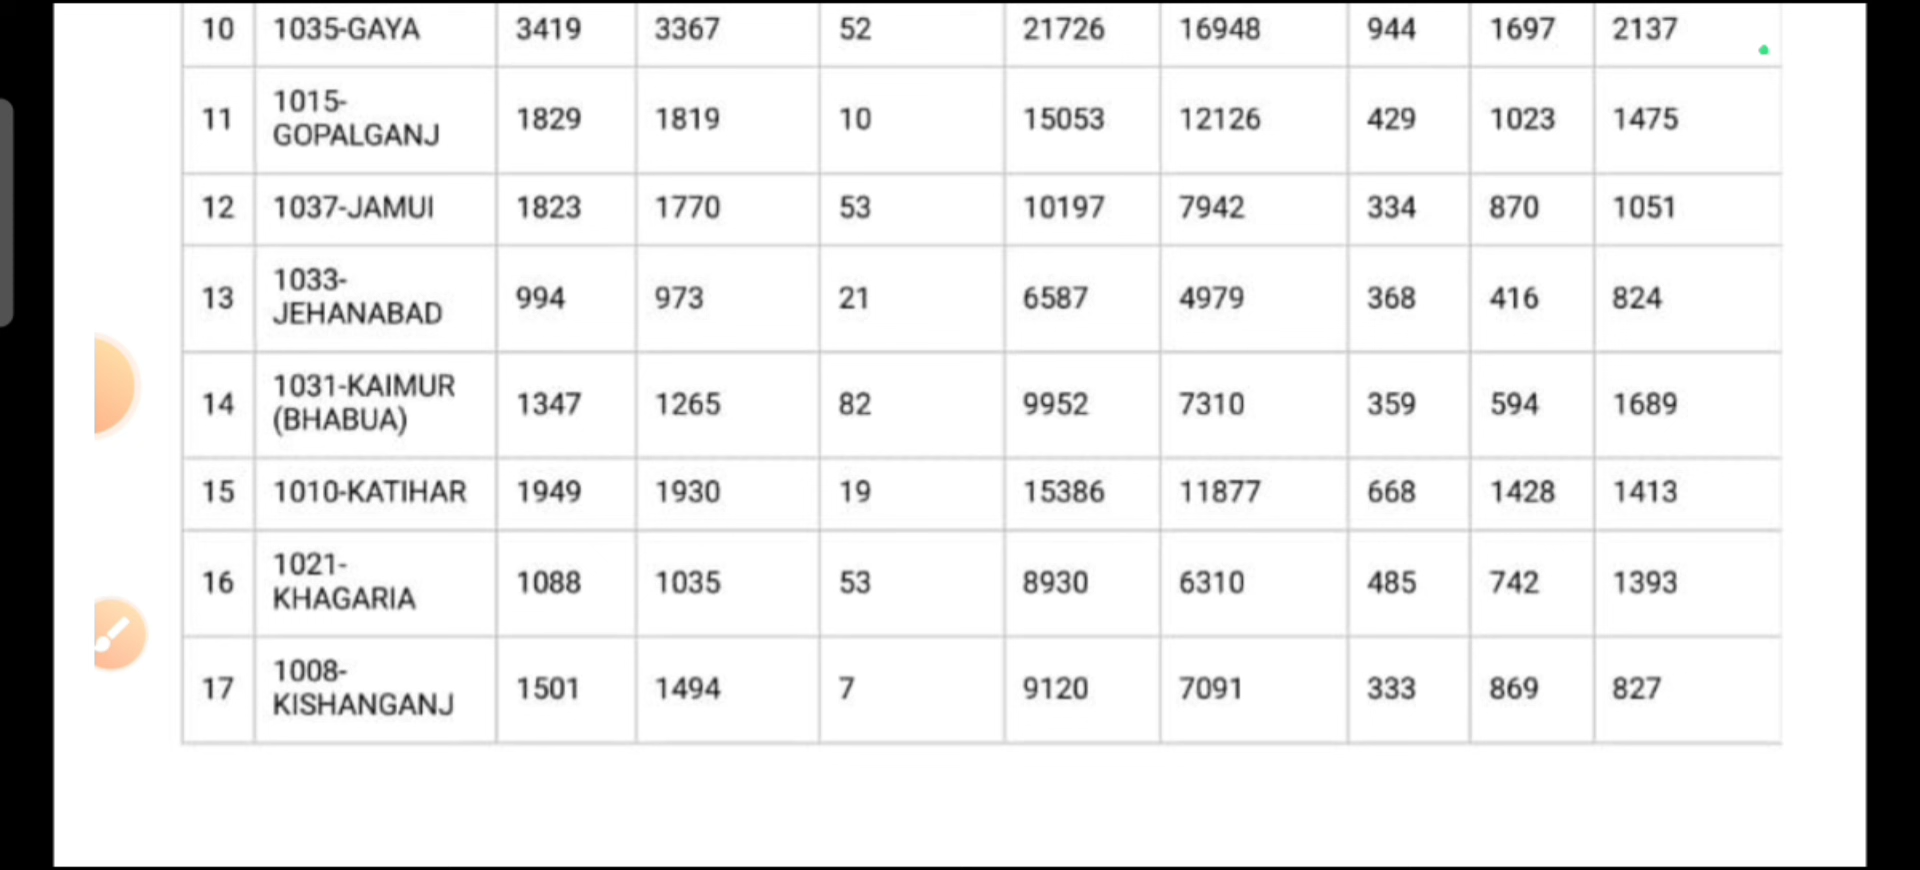 10 1035-GAYA 3419 3367 52 21726 16948 944 1697 2137
11 1015-
GOPALGANJ 1829 1819 10 15053 12126 429 1023 1475
12 1037-JAMUI 1823 1770 53 10197 7942 334 870 1051
13 1033-
JEHANABAD 994 973 21 6587 4979 368 416 824
14 1031-KAIMUR
(BHABUA) 1347 1265 82 9952 7310 359 594 1689
15 1010-KATIHAR 1949 1930 19 15386 11877 668 1428 1413
16 1021-
KHAGARIA 1088 1035 53 8930 6310 485 742 1393
17 1008-
KISHANGANJ 1501 1494 7 9120 7091 333 869 827